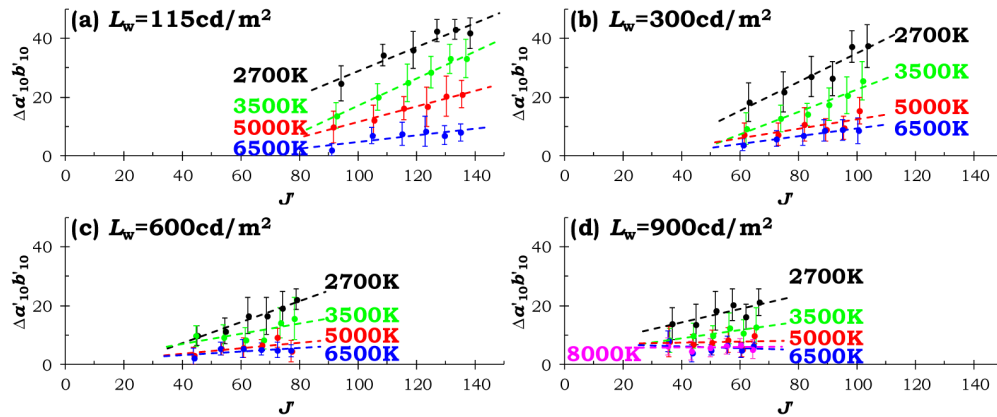 (a) Lw=115cd/m2
40
20
0
Δa'10b'10
2700K
3500K
5000K
6500K
0 20 40 60 80 100 120 140
J'
(b) Lw=300cd/m2
40
20
0
Δa'10b'10
2700K
3500K
5000K
6500K
0 20 40 60 80 100 120 140
J'
(c) Lw=600cd/m2
40
20
0
Δa'10b'10
2700K
3500K
5000K
6500K
0 20 40 60 80 100 120 140
J'
(d) Lw=900cd/m2
40
20
0
Δa'10b'10
2700K
3500K
5000K
6500K
8000K
0 20 40 60 80 100 120 140
J'